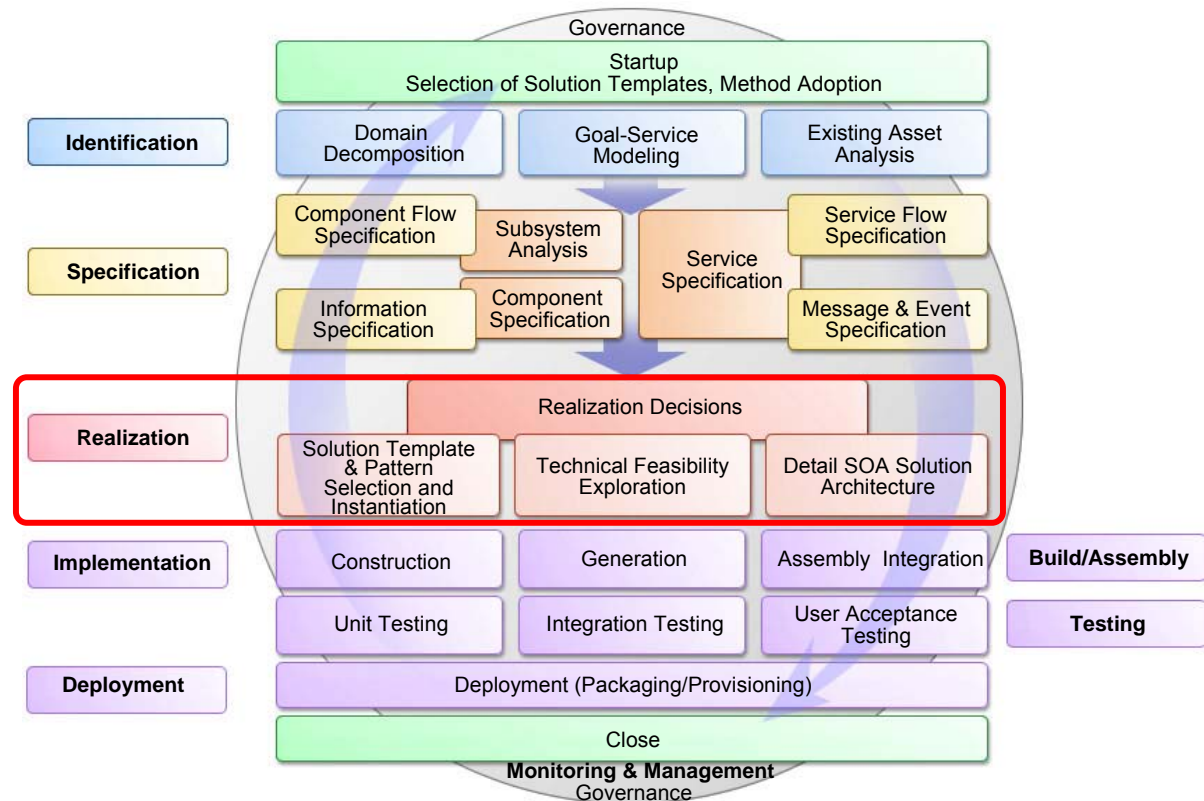 Governance
Startup
Selection of Solution Templates, Method Adoption
Identification
Domain
Decomposition
Goal-Service
Modeling
Existing Asset
Analysis
Specification
Component Flow
Specification
Subsystem
Analysis
Information
Specification
Component
Specification
Service
Specification
Service Flow
Specification
Message & Event
Specification
Realization
Realization Decisions
Solution Template
& Pattern
Selection and
Instantiation
Technical Feasibility
Exploration
Detail SOA Solution
Architecture
Implementation
Construction
Generation
Assembly Integration
Build/Assembly
Unit Testing
Integration Testing
User Acceptance
Testing
Testing
Deployment
Deployment (Packaging/Provisioning)
Close
Monitoring & Management
Governance